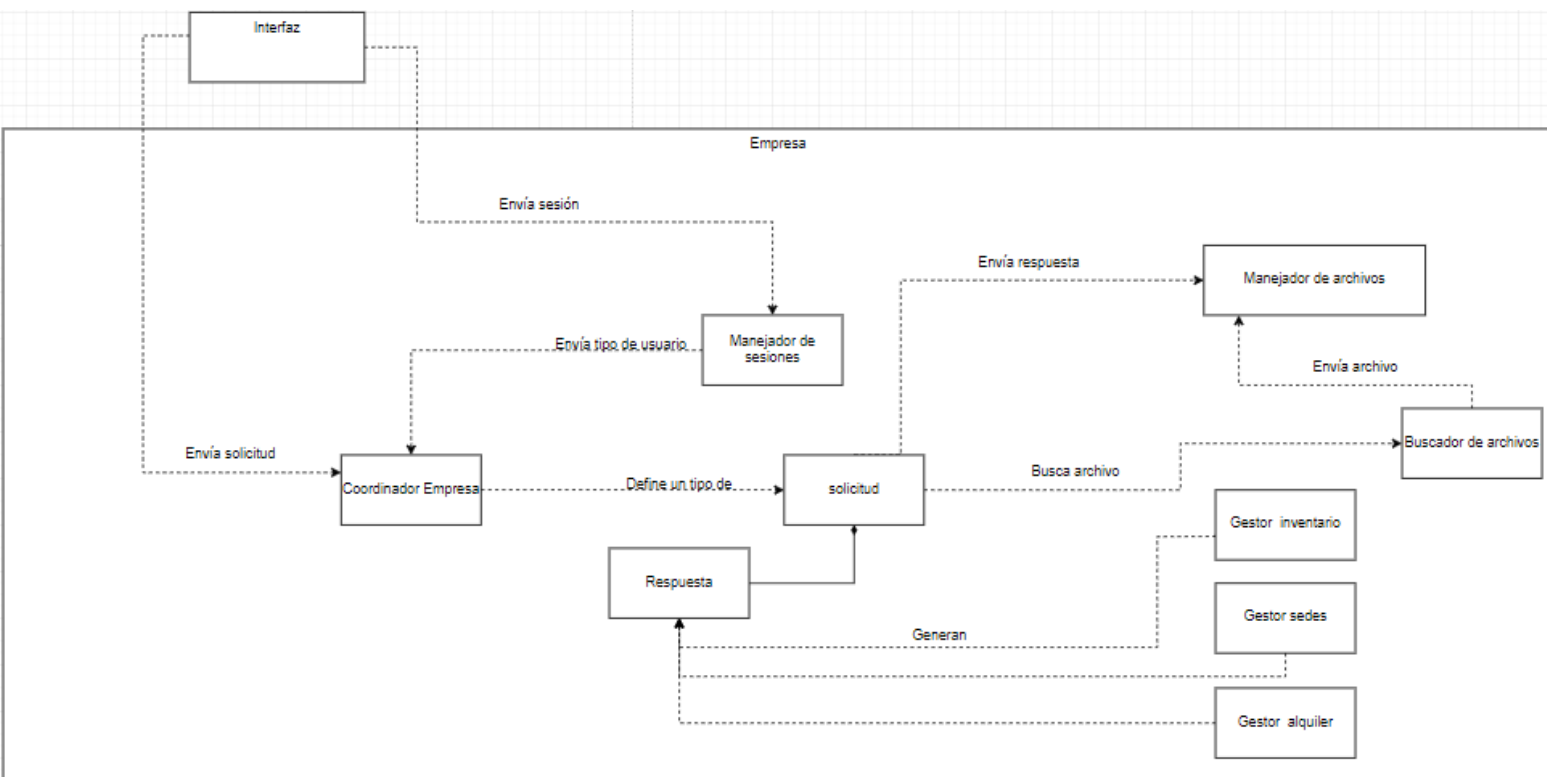 Interfaz
Empresa
Envía sesión
Envía respuesta
Manejador de archivos
Manejador de
sesiones
Envía tipo de usuario
Envía archivo
Buscador de archivos
Envía solicitud
Coordinador Empresa
Define un tipo de
solicitud
Busca archivo
Gestor inventario
Respuesta
Gestor sedes
Generan
Gestor alquiler